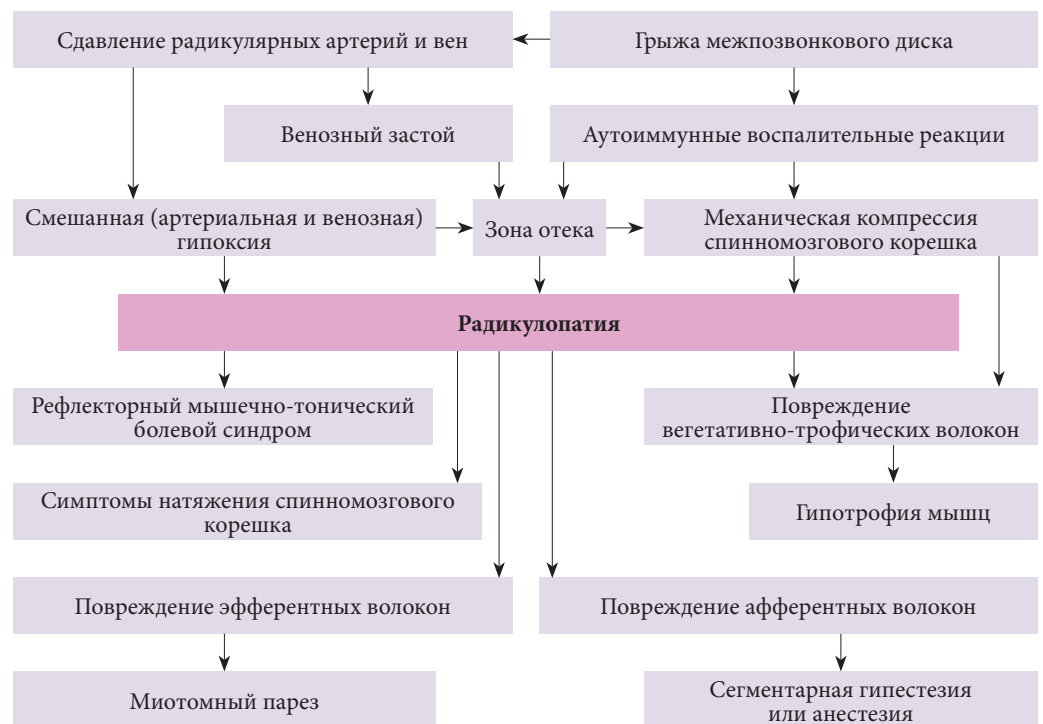 Сдавление радикулярных артерий и вен
Грыжа межпозвонкового диска
Венозный застой
Аутоиммунные воспалительные реакции
Смешанная (артериальная и венозная)
гипоксия
Зона отека
Механическая компрессия
спинномозгового корешка
Радикулопатия
Рефлекторный мышечно-тонический
болевой синдром
Повреждение
вегетативно-трофических волокон
Симптомы натяжения спинномозгового
корешка
Гипотрофия мышц
Повреждение эфферентных волокон
Повреждение афферентных волокон
Миотомный парез
Сегментарная гипестезия
или анестезия